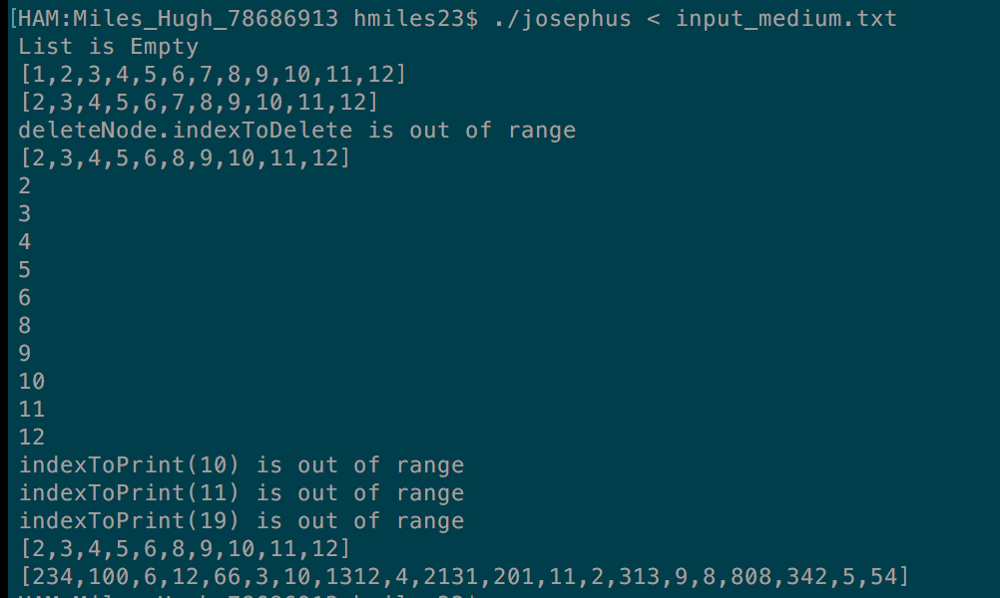 [HAM:Miles_Hugh_78686913 hmiles23$ ./josephus < input_medium.txt
List is Empty
[1,2,3,4,5,6,7,8,9,10,11,12]
[2,3,4,5,6,7,8,9,10,11,12]
deleteNode.indexToDelete is out of range
[2,3,4,5,6,8,9,10,11,12]
2
3
4
5
6
8
9
10
11
12
indexToPrint(10) is out of range
indexToPrint(11) is out of range
indexToPrint(19) is out of range
[2,3,4,5,6,8,9,10,11,12]
[234,100,6,12,66,3,10,1312,4,2131,201,11,2,313,9,8,808,342,5,54]